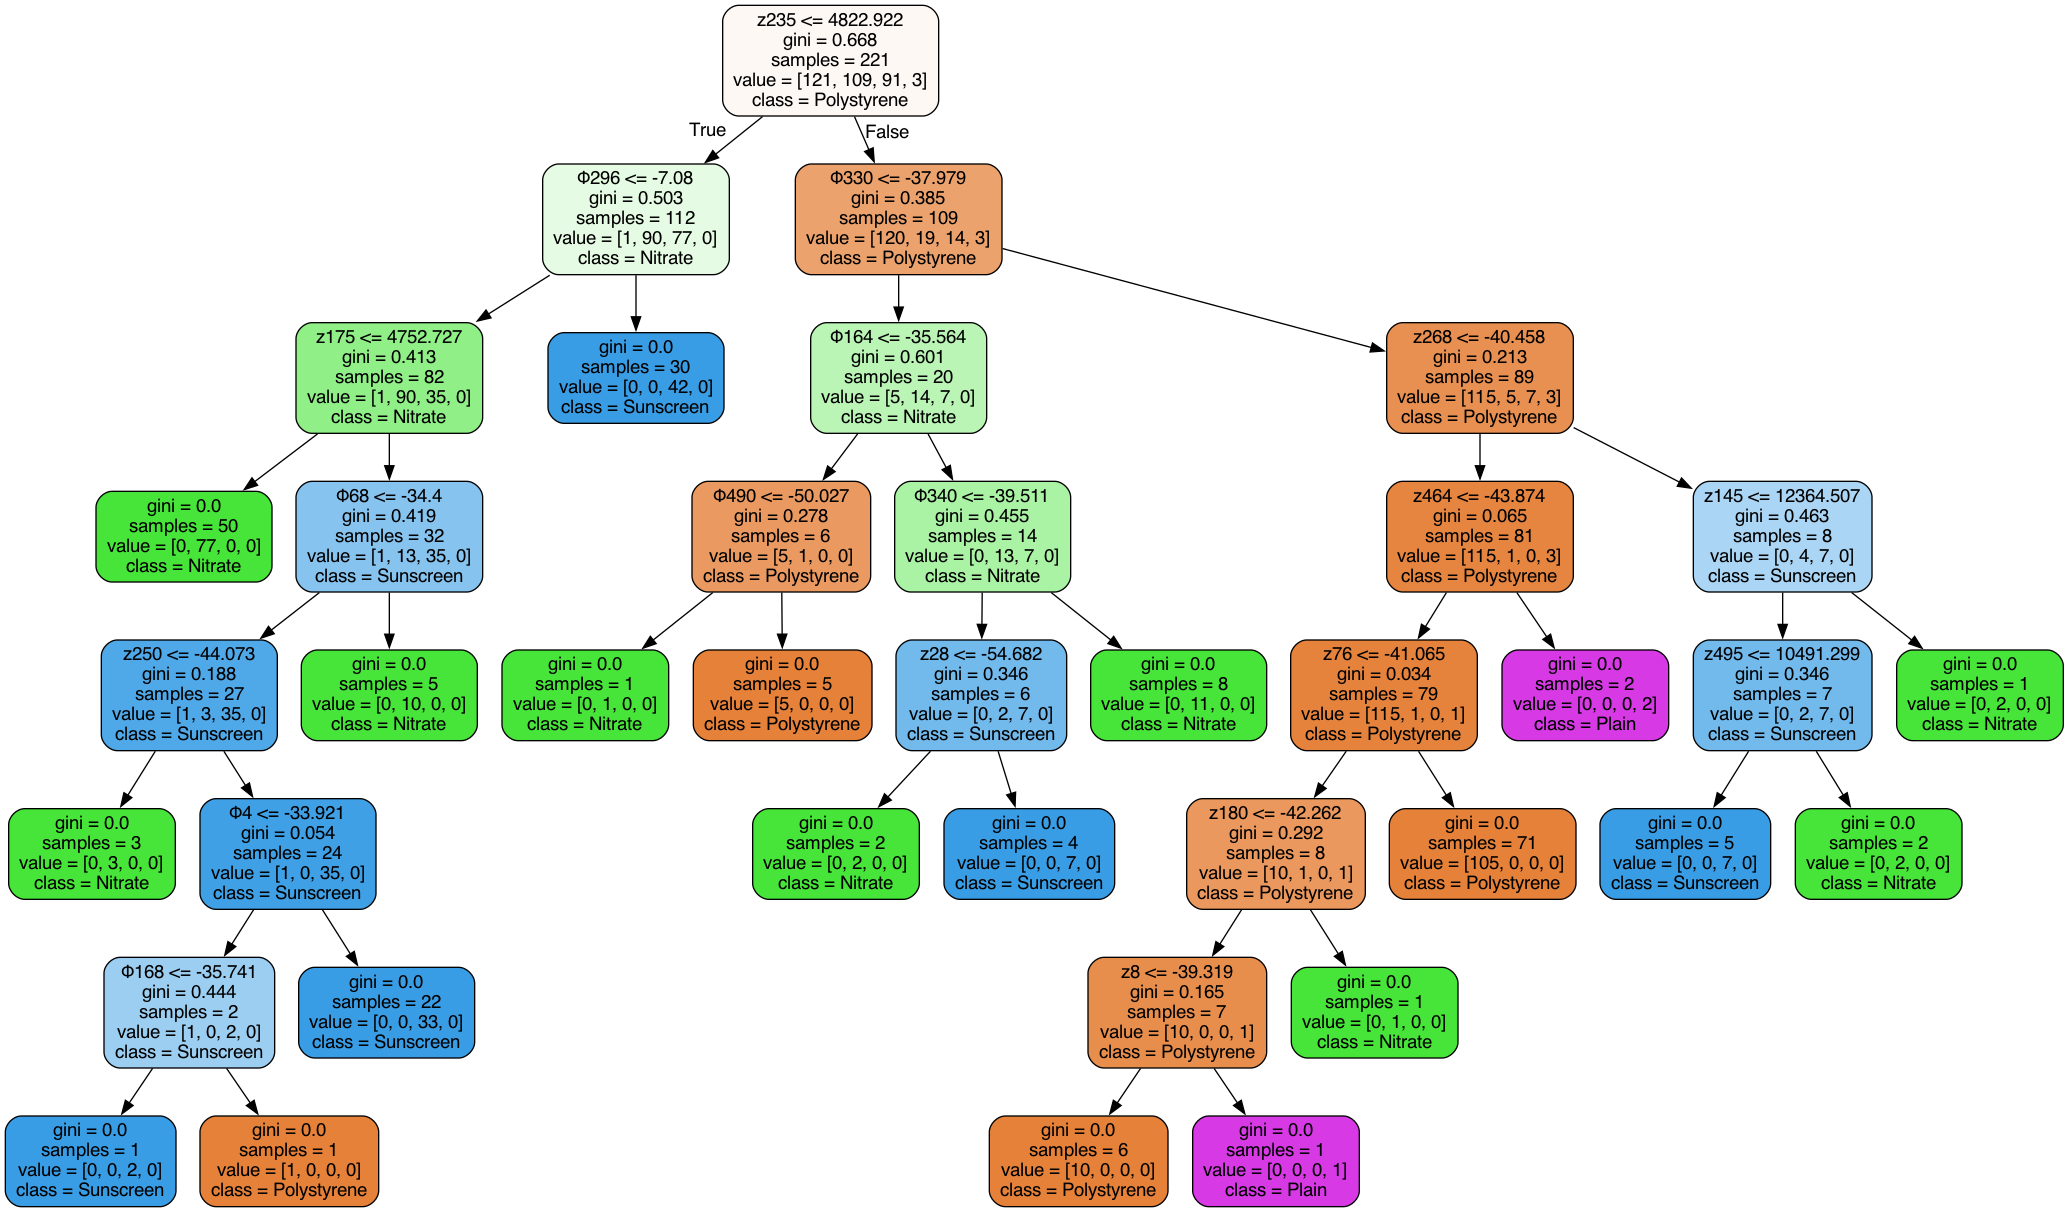 z235 <= 4822.922
gini = 0.668
samples = 221
value = [121, 109, 91, 3]
class = Polystyrene
True
False
Φ296 <= -7.08
gini = 0.503
samples = 112
value = [1, 90, 77, 0]
class = Nitrate
Φ330 <= -37.979
gini = 0.385
samples = 109
value = [120, 19, 14, 3]
class = Polystyrene
z175 <= 4752.727
gini = 0.413
samples = 82
value = [1, 90, 35, 0]
class = Nitrate
gini = 0.0
samples = 30
value = [0, 0, 42, 0]
class = Sunscreen
Φ164 <= -35.564
gini = 0.601
samples = 20
value = [5, 14, 7, 0]
class = Nitrate
z268 <= -40.458
gini = 0.213
samples = 89
value = [115, 5, 7, 3]
class = Polystyrene
gini = 0.0
samples = 50
value = [0, 77, 0, 0]
class = Nitrate
Φ68 <= -34.4
gini = 0.419
samples = 32
value = [1, 13, 35, 0]
class = Sunscreen
Φ490 <= -50.027
gini = 0.278
samples = 6
value = [5, 1, 0, 0]
class = Polystyrene
Φ340 <= -39.511
gini = 0.455
samples = 14
value = [0, 13, 7, 0]
class = Nitrate
z464 <= -43.874
gini = 0.065
samples = 81
value = [115, 1, 0, 3]
class = Polystyrene
z145 <= 12364.507
gini = 0.463
samples = 8
value = [0, 4, 7, 0]
class = Sunscreen
z250 <= -44.073
gini = 0.188
samples = 27
value = [1, 3, 35, 0]
class = Sunscreen
gini = 0.0
samples = 5
value = [0, 10, 0, 0]
class = Nitrate
gini = 0.0
samples = 1
value = [0, 1, 0, 0]
class = Nitrate
gini = 0.0
samples = 5
value = [5, 0, 0, 0]
class = Polystyrene
z28 <= -54.682
gini = 0.346
samples = 6
value = [0, 2, 7, 0]
class = Sunscreen
gini = 0.0
samples = 8
value = [0, 11, 0, 0]
class = Nitrate
z76 <= -41.065
gini = 0.034
samples = 79
value = [115, 1, 0, 1]
class = Polystyrene
gini = 0.0
samples = 2
value = [0, 0, 0, 2]
class = Plain
z495 <= 10491.299
gini = 0.346
samples = 7
value = [0, 2, 7, 0]
class = Sunscreen
gini = 0.0
samples = 1
value = [0, 2, 0, 0]
class = Nitrate
gini = 0.0
samples = 3
value = [0, 3, 0, 0]
class = Nitrate
Φ4 <= -33.921
gini = 0.054
samples = 24
value = [1, 0, 35, 0]
class = Sunscreen
gini = 0.0
samples = 2
value = [0, 2, 0, 0]
class = Nitrate
gini = 0.0
samples = 4
value = [0, 0, 7, 0]
class = Sunscreen
z180 <= -42.262
gini = 0.292
samples = 8
value = [10, 1, 0, 1]
class = Polystyrene
gini = 0.0
samples = 71
value = [105, 0, 0, 0]
class = Polystyrene
gini = 0.0
samples = 5
value = [0, 0, 7, 0]
class = Sunscreen
gini = 0.0
samples = 2
value = [0, 2, 0, 0]
class = Nitrate
Φ168 <= -35.741
gini = 0.444
samples = 2
value = [1, 0, 2, 0]
class = Sunscreen
gini = 0.0
samples = 22
value = [0, 0, 33, 0]
class = Sunscreen
z8 <= -39.319
gini = 0.165
samples = 7
value = [10, 0, 0, 1]
class = Polystyrene
gini = 0.0
samples = 1
value = [0, 1, 0, 0]
class = Nitrate
gini = 0.0
samples = 1
value = [0, 0, 2, 0]
class = Sunscreen
gini = 0.0
samples = 1
value = [1, 0, 0, 0]
class = Polystyrene
gini = 0.0
samples = 6
value = [10, 0, 0, 0]
class = Polystyrene
gini = 0.0
samples = 1
value = [0, 0, 0, 1]
class = Plain